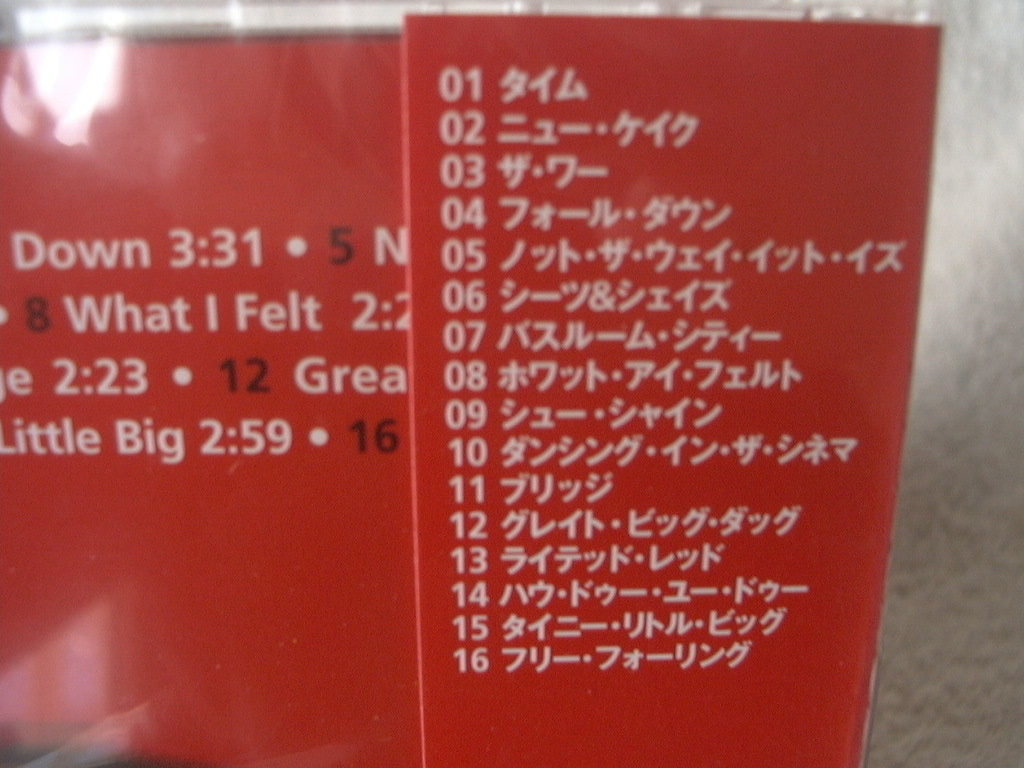 Down 3:31 • 5 N
• 8 What I Felt 2:2
ge 2:23 • 12 Grea
Little Big 2:59 • 16
01 タイム
02 ニュー・ケイク
03 ザ・ワー
04 フォール・ダウン
05 ノット・ザ・ウェイ・イット・イズ
06 シーツ&シェイズ
07 バスルーム・シティー
08 ホワット・アイ・フェルト
09 シュー・シャイン
10 ダンシング・イン・ザ・シネマ
11 ブリッジ
12 グレイト・ビッグ・ダッグ
13 ライテッド・レッド
14 ハウ・ドゥー・ユー・ドゥー
15 タイニー・リトル・ビッグ
16 フリー・フォーリング